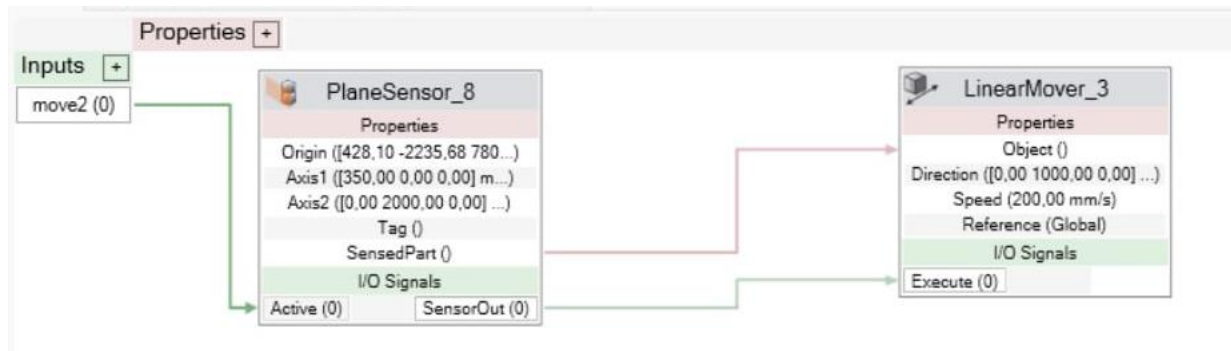 Properties +
Inputs +
move2 (0)
PlaneSensor_8
Properties
Origin ([428,10 -2235,68 780...)
Axis1 ([350,00 0,00 0,00] m...)
Axis2 ([0,00 2000,00 0,00] ...)
Tag ()
SensedPart ()
I/O Signals
Active (0) SensorOut (0)
LinearMover_3
Properties
Object ()
Direction ([0,00 1000,00 0,00] ...)
Speed (200,00 mm/s)
Reference (Global)
I/O Signals
Execute (0)